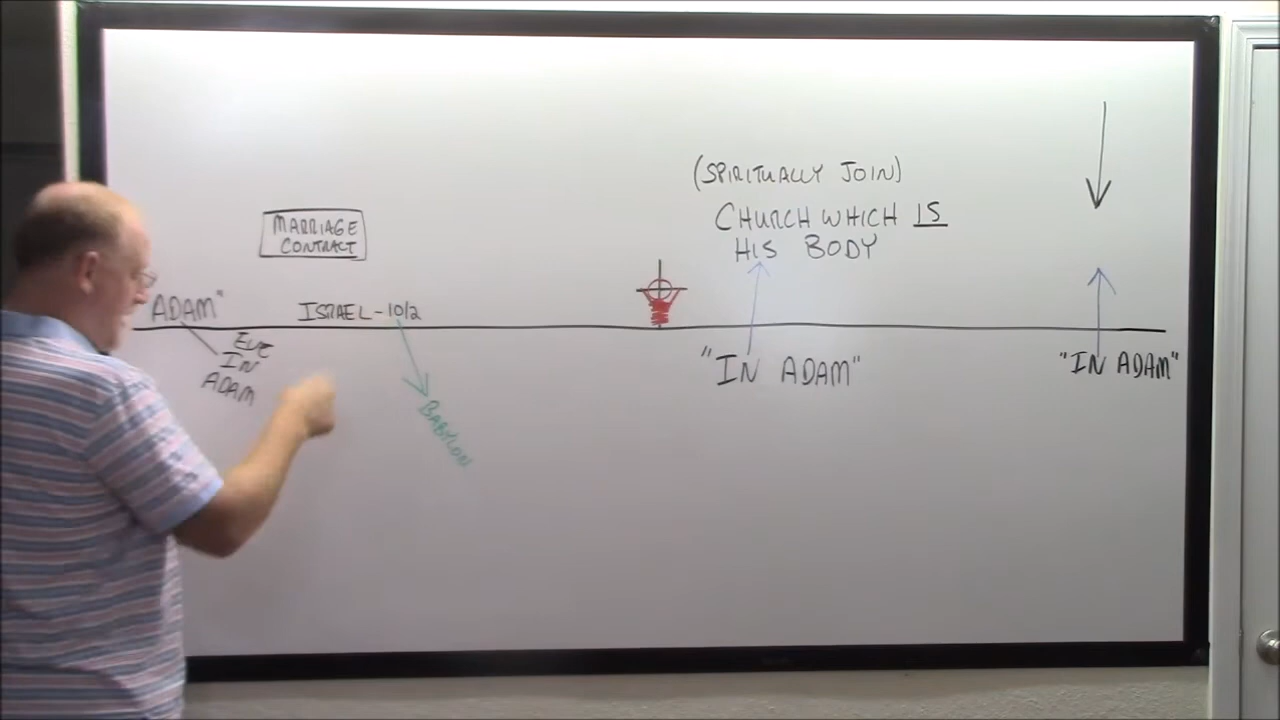 (SPIRITUALLY JOIN)
CHURCH WHICH IS
HIS BODY
MARRIAGE
CONTRACT
ADAM"
ISRAEL - 10/2
EVE
IN
ADAM
BABYLON
"IN ADAM"
"IN ADAM"